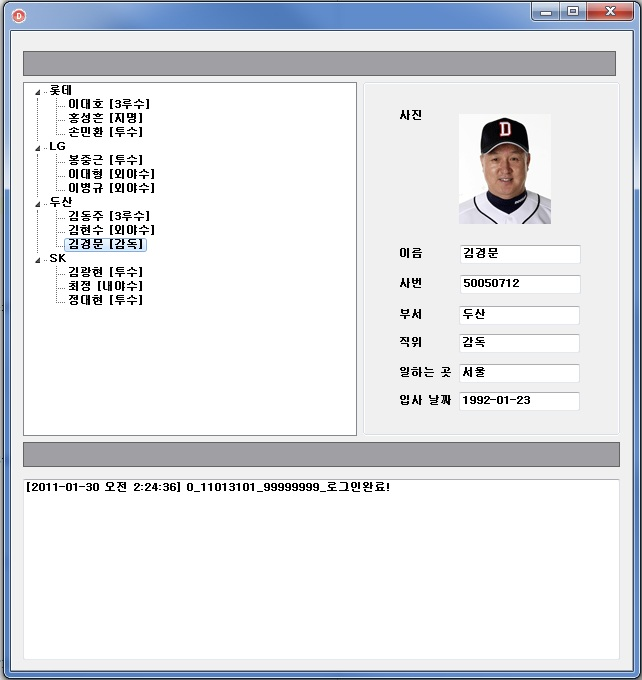 D
롯데
이대호 [3루수]
홍성흔 [지명]
손민환 [투수]
LG
봉중근 [투수]
이대형 [외야수]
이병규 [외야수]
두산
김동주 [3루수]
김현수 [외야수]
김경문 [감독]
SK
김광현 [투수]
최정 [내야수]
정대현 [투수]
사진
D
이름 김경문
사번 50050712
부서 두산
직위 감독
일하는 곳 서울
입사 날짜 1992-01-23
[2011-01-30 오전 2:24:36] 0_11013101_99999999_로그인완료!